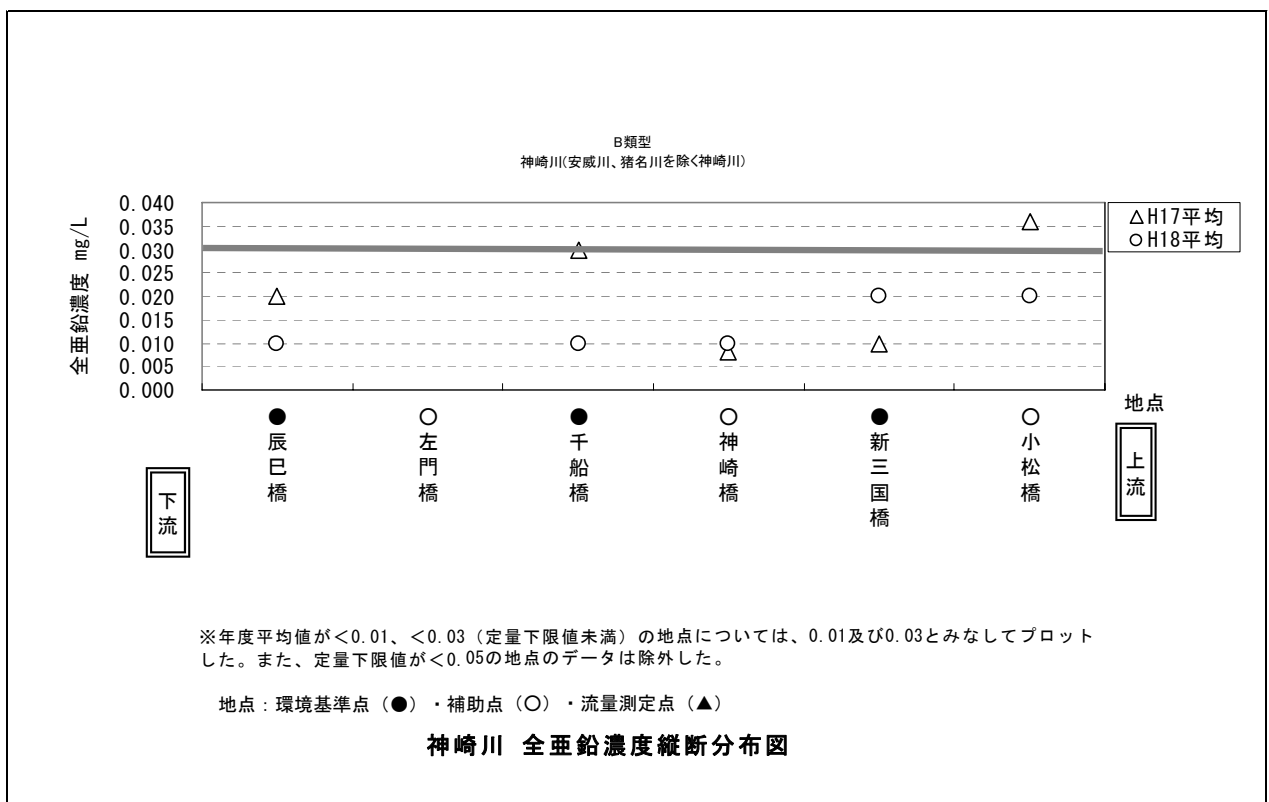 B類型
神崎川(安威川、猪名川を除く神崎川)
全亜鉛濃度 mg/L
0.040
0.035
0.030
0.025
0.020
0.015
0.010
0.005
0.000
△H17平均
○H18平均
地点
● ○ ● ○ ● ○
辰巳橋
左門橋
千船橋
神崎橋
新三国橋
小松橋
下流
上流
※年度平均値が<0.01、<0.03（定量下限値未満）の地点については、0.01及び0.03とみなしてプロット
した。また、定量下限値が<0.05の地点のデータは除外した。
地点：環境基準点（●）・補助点（○）・流量測定点（▲）
神崎川 全亜鉛濃度縦断分布図